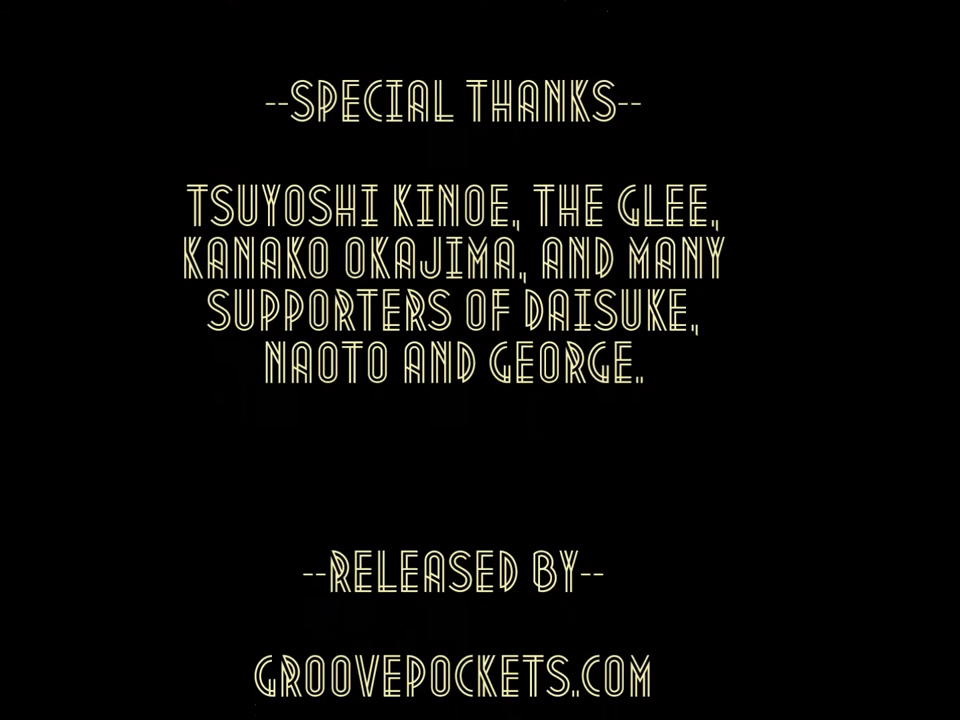 --SPECIAL THANKS--
TSUYOSHI KINOE, THE GLEE,
KANAKO OKAJIMA, AND MANY
SUPPORTERS OF DAISUKE,
NAOTO AND GEORGE.
--RELEASED BY--
GROOVEPOCKETS.COM